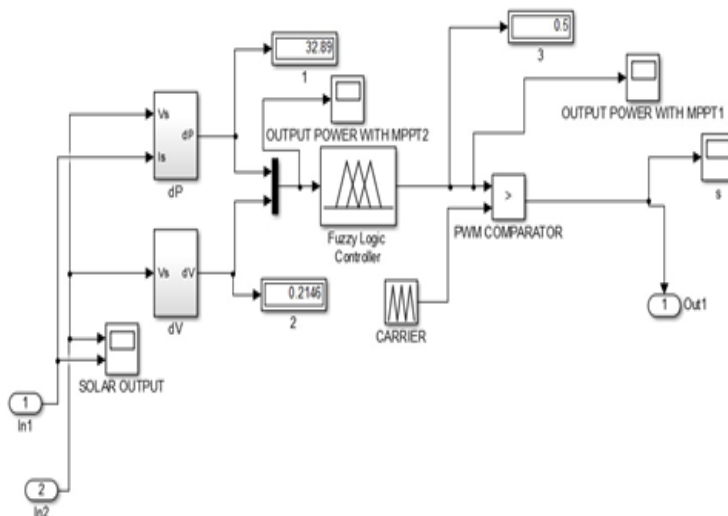 32.89
1
0.5
3
Vs
dP
Is
dP
OUTPUT POWER WITH MPPT2
OUTPUT POWER WITH MPPT1
Fuzzy Logic
Controller
>
PWM COMPARATOR
s
Vs
dV
dV
0.2146
2
CARRIER
1
Out1
SOLAR OUTPUT
1
In1
2
In2